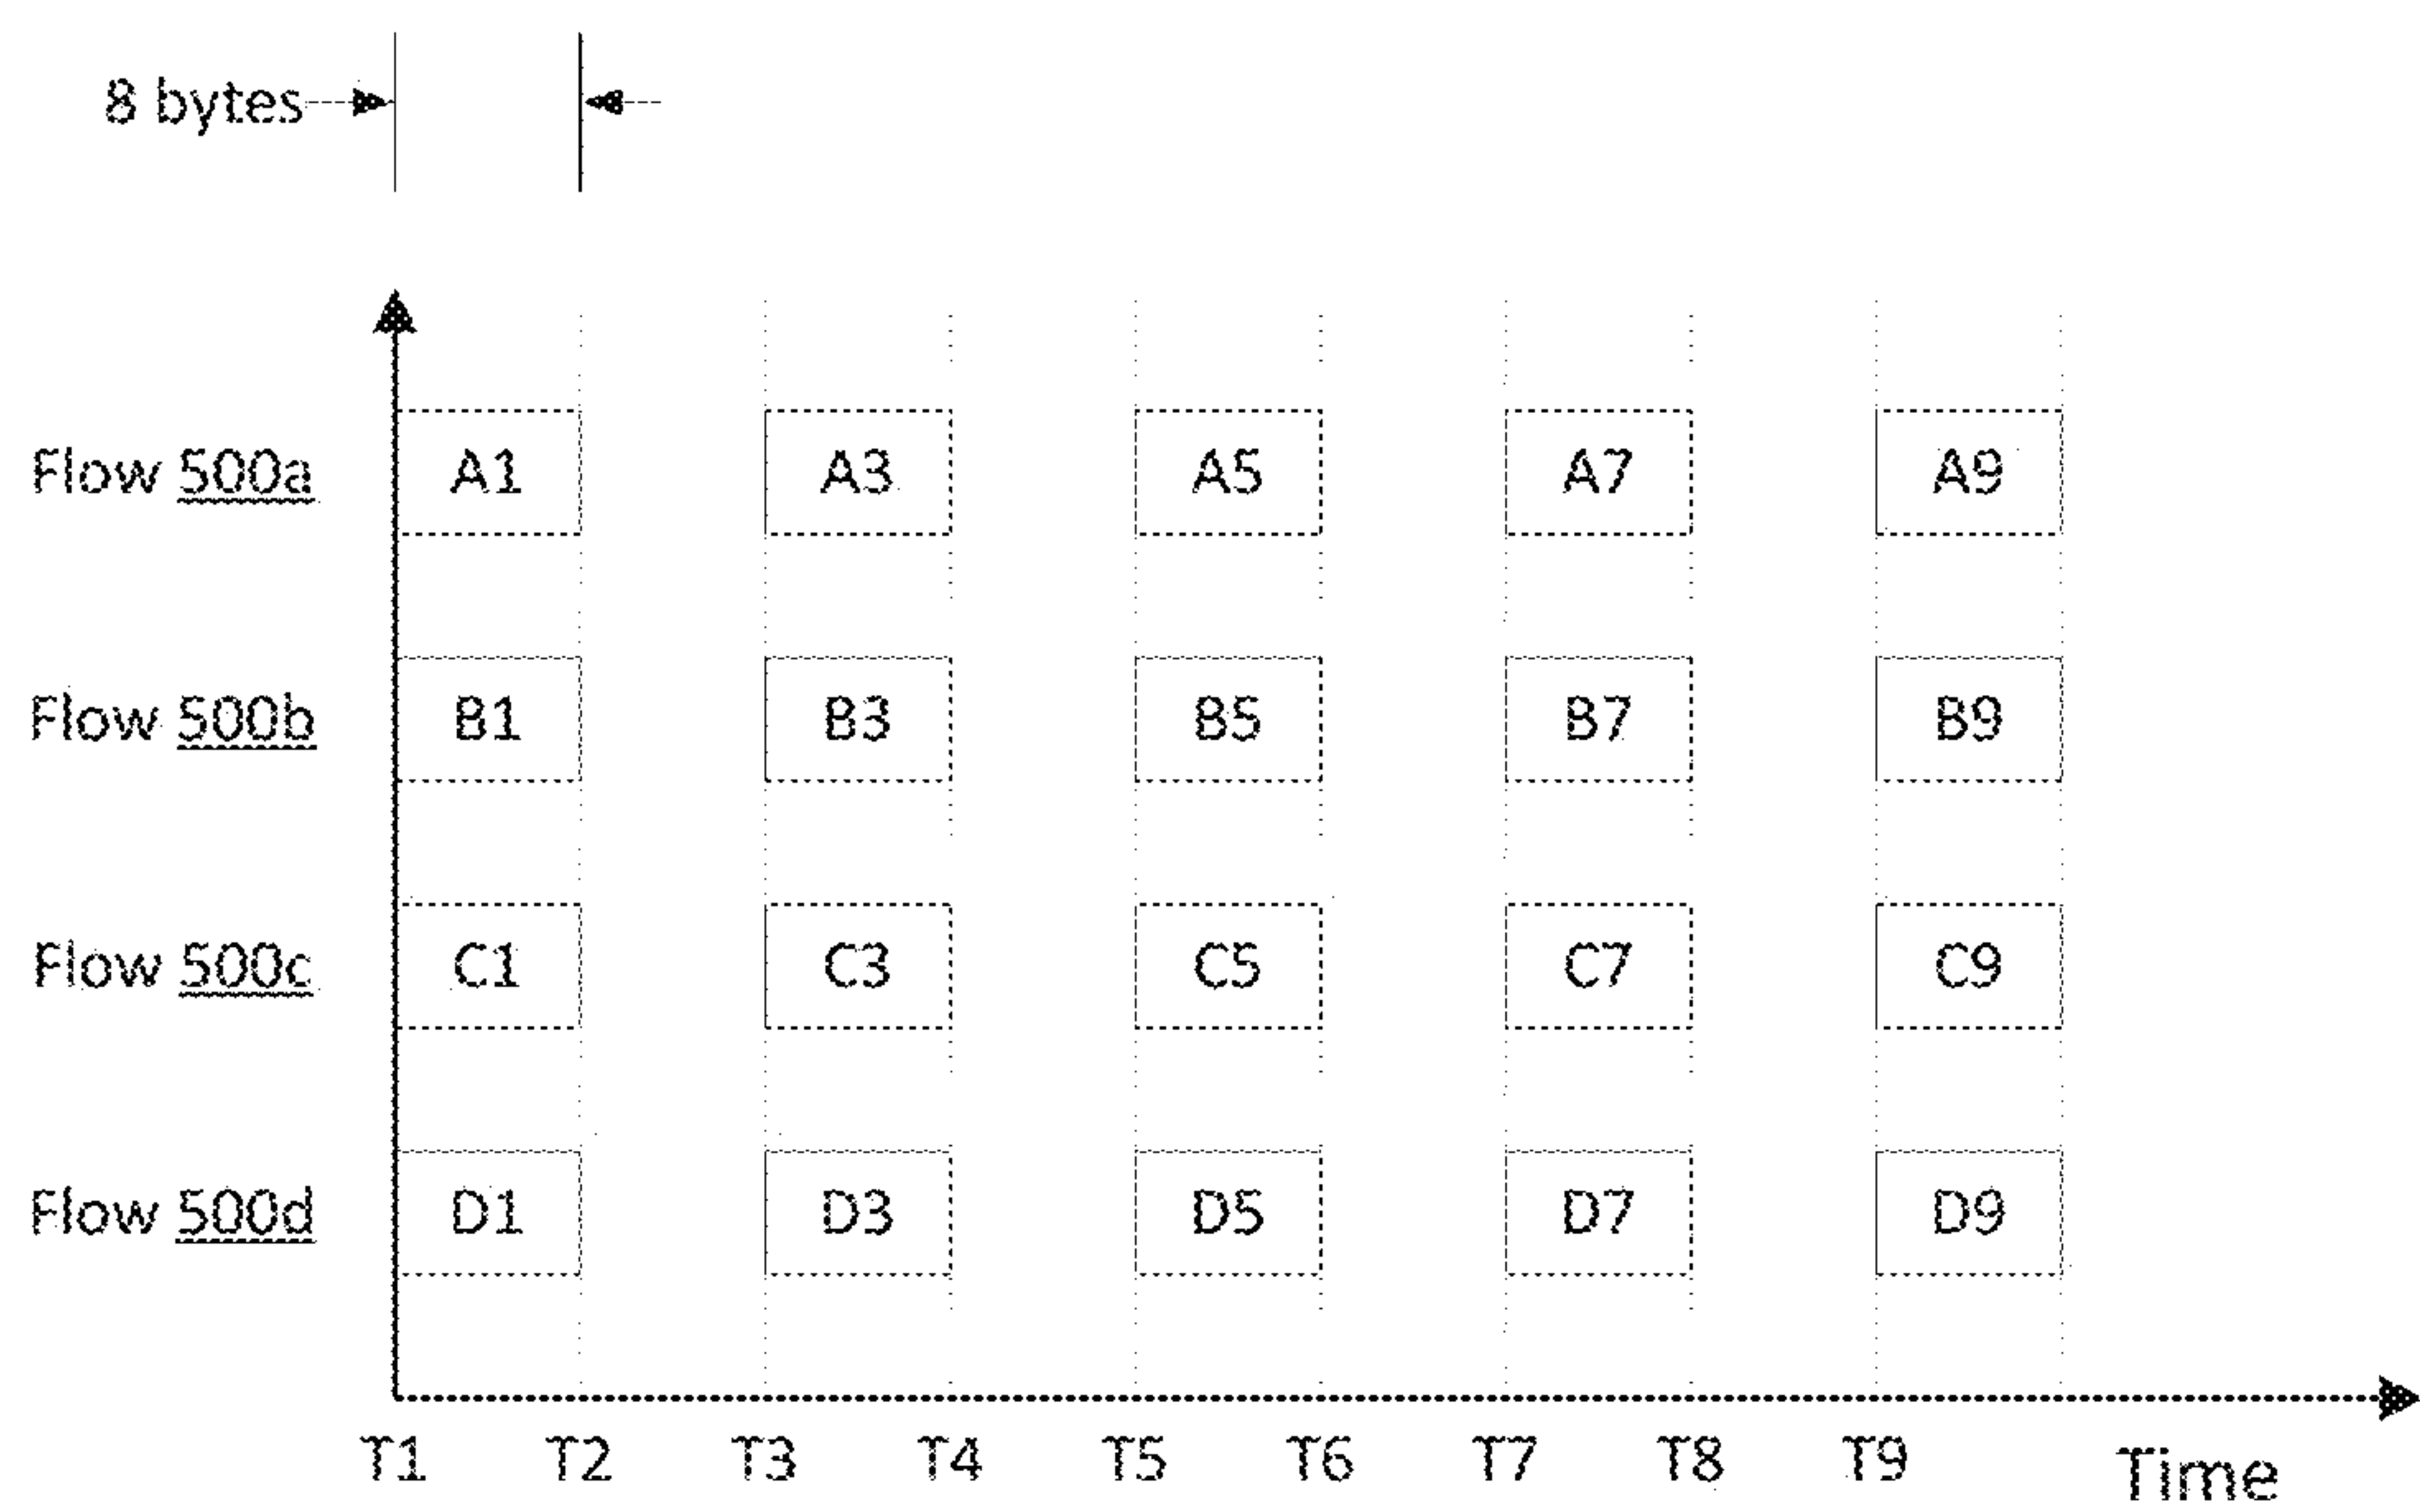 8 bytes
Flow 500a A1 A3 A5 A7 A9
Flow 500b B1 B3 B5 B7 B9
Flow 500c C1 C3 C5 C7 C9
Flow 500d D1 D3 D5 D7 D9
T1 T2 T3 T4 T5 T6 T7 T8 T9 Time